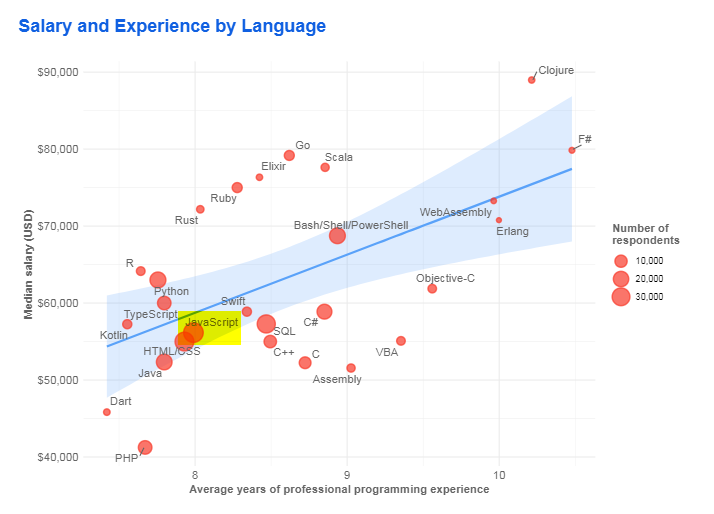 Salary and Experience by Language
$90,000
Clojure
$80,000
F#
Go
Elixir
Scala
Ruby
$70,000
Rust
WebAssembly
Bash/Shell/PowerShell
Erlang
Median salary (USD)
Number of
respondents
10,000
20,000
30,000
R
Python
Objective-C
$60,000
TypeScript
Swift
Kotlin
JavaScript
C#
SQL
HTML/CSS
C++
C
VBA
Java
Assembly
$50,000
Dart
PHP
$40,000
8
9
10
Average years of professional programming experience